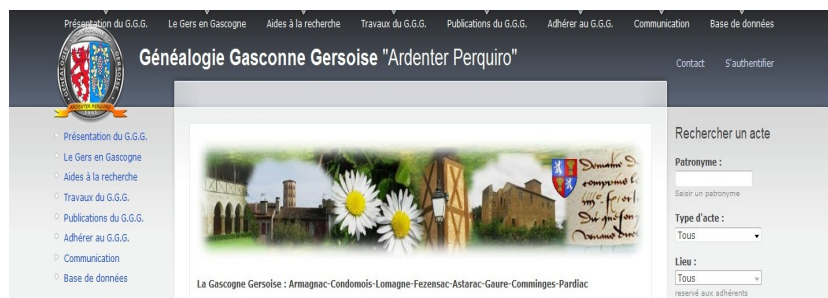 Présentation du G.G.G. Le Gers en Gascogne Aides à la recherche Travaux du G.G.G. Publications du G.G.G. Adhérer au G.G.G. Communication Base de données
Généalogie Gasconne Gersoise "Ardenter Perquiro"
Contact S'authentifier
ARDENTER PERQUIRO
Présentation du G.G.G.
Le Gers en Gascogne
Aides à la recherche
Travaux du G.G.G.
Publications du G.G.G.
Adhérer au G.G.G.
Communication
Base de données
La Gascogne Gersoise : Armagnac-Condomois-Lomagne-Fezensac-Astarac-Gaure-Comminges-Pardiac
Rechercher un acte
Patronyme :
Saisir un patronyme
Type d'acte :
Tous
Lieu :
Tous
reservé aux adhérents